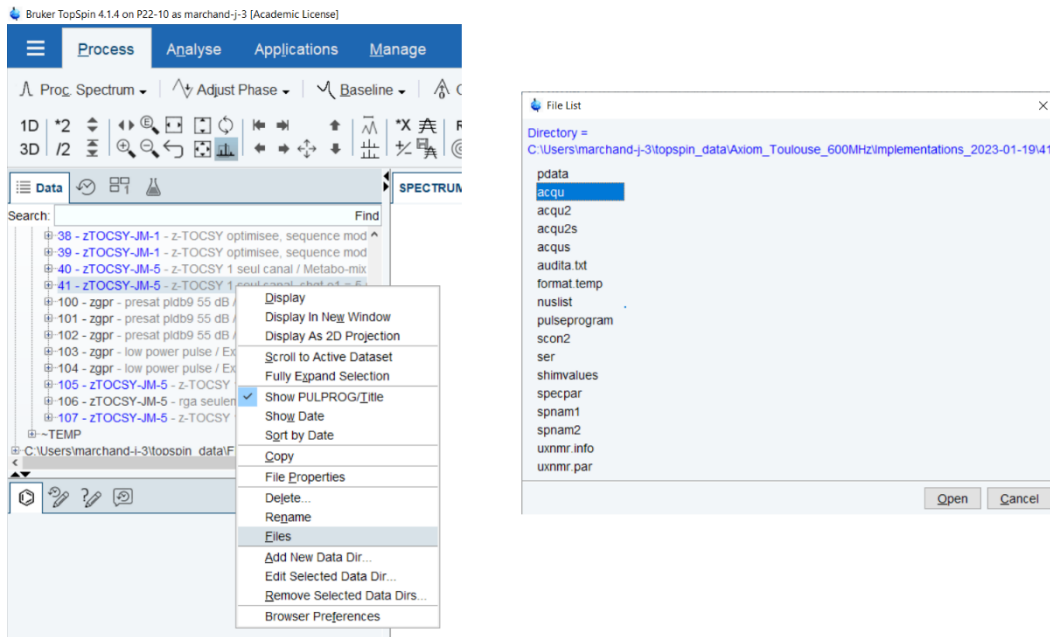 Bruker TopSpin 4.1.4 on P22-10 as marchand-j-3 [Academic License]
Process Analyse Applications Manage
Proc. Spectrum Adjust Phase Baseline
1D *2 *X
3D /2
Data
SPECTRUM
Search: Find
38 - zTOCSY-JM-1 - z-TOCSY optimisee, sequence mod
39 - zTOCSY-JM-1 - z-TOCSY optimisee, sequence mod
40 - zTOCSY-JM-5 - z-TOCSY 1 seul canal / Metabo-mix
41 - zTOCSY-JM-5 - z-TOCSY 1 seul canal, 
100 - zgpr - presat pldb9 55 dB /
101 - zgpr - presat pldb9 55 dB /
102 - zgpr - presat pldb9 55 dB /
103 - zgpr - low power pulse / Ex
104 - zgpr - low power pulse / Ex
105 - zTOCSY-JM-5 - z-TOCSY
106 - zTOCSY-JM-5 - rga seulen
107 - zTOCSY-JM-5 - z-TOCSY
~TEMP
C:\Users\marchand-j-3\topspin_data\F
Display
Display In New Window
Display As 2D Projection
Scroll to Active Dataset
Fully Expand Selection
Show PULPROG/Title
Show Date
Sort by Date
Copy
File Properties
Delete...
Rename
Files
Add New Data Dir...
Edit Selected Data Dir...
Remove Selected Data Dirs...
Browser Preferences
File List
Directory =
C:\Users\marchand-j-3\topspin_data\Axiom_Toulouse_600MHz\Implementations_2023-01-19\41
pdata
acqu
acqu2
acqu2s
acqus
audita.txt
format.temp
nuslist
pulseprogram
scon2
ser
shimvalues
specpar
spnam1
spnam2
uxnmr.info
uxnmr.par
Open Cancel